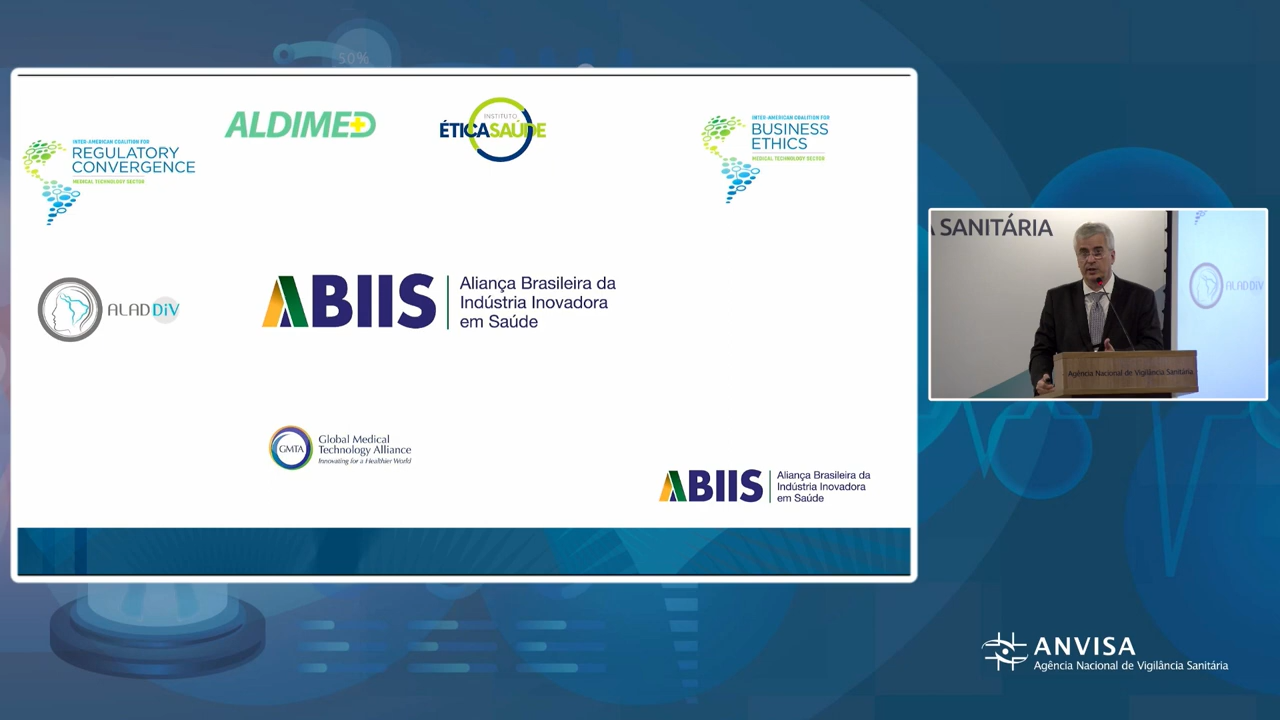 50%
ALDIMED
INSTITUTO
ÉTICASAÚDE
INTER-AMERICAN COALITION FOR
REGULATORY
CONVERGENCE
MEDICAL TECHNOLOGY SECTOR
INTER-AMERICAN COALITION FOR
BUSINESS
ETHICS
MEDICAL TECHNOLOGY SECTOR
ALADDiV
ABIIS
Aliança Brasileira da
Indústria Inovadora
em Saúde
GMTA
Global Medical
Technology Alliance
Innovating for a Healthier World
ABIIS
Aliança Brasileira da
Indústria Inovadora
em Saúde
A SANITÁRIA
ALADDiV
Agência Nacional de Vigilância Sanitária
ANVISA
Agência Nacional de Vigilância Sanitária